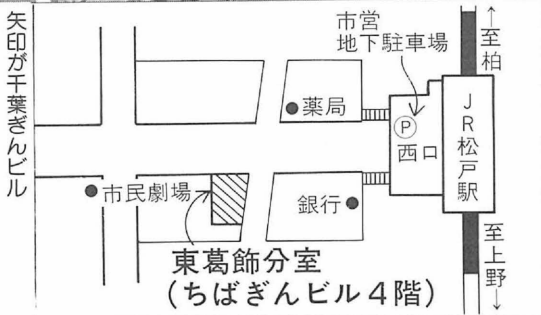 矢印が千葉ぎんビル
市営
地下駐車場
↑至柏
薬局
P
西口
JR松戸駅
市民劇場
銀行
至上野↓
東葛飾分室
(ちばぎんビル4階)